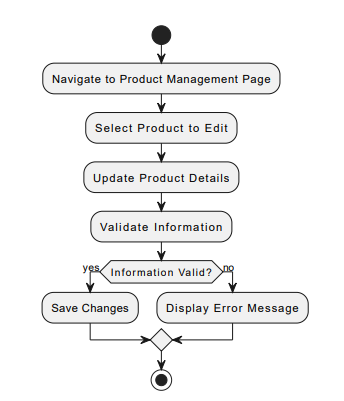 Navigate to Product Management Page
Select Product to Edit
Update Product Details
Validate Information
yes
Information Valid?
no
Save Changes
Display Error Message